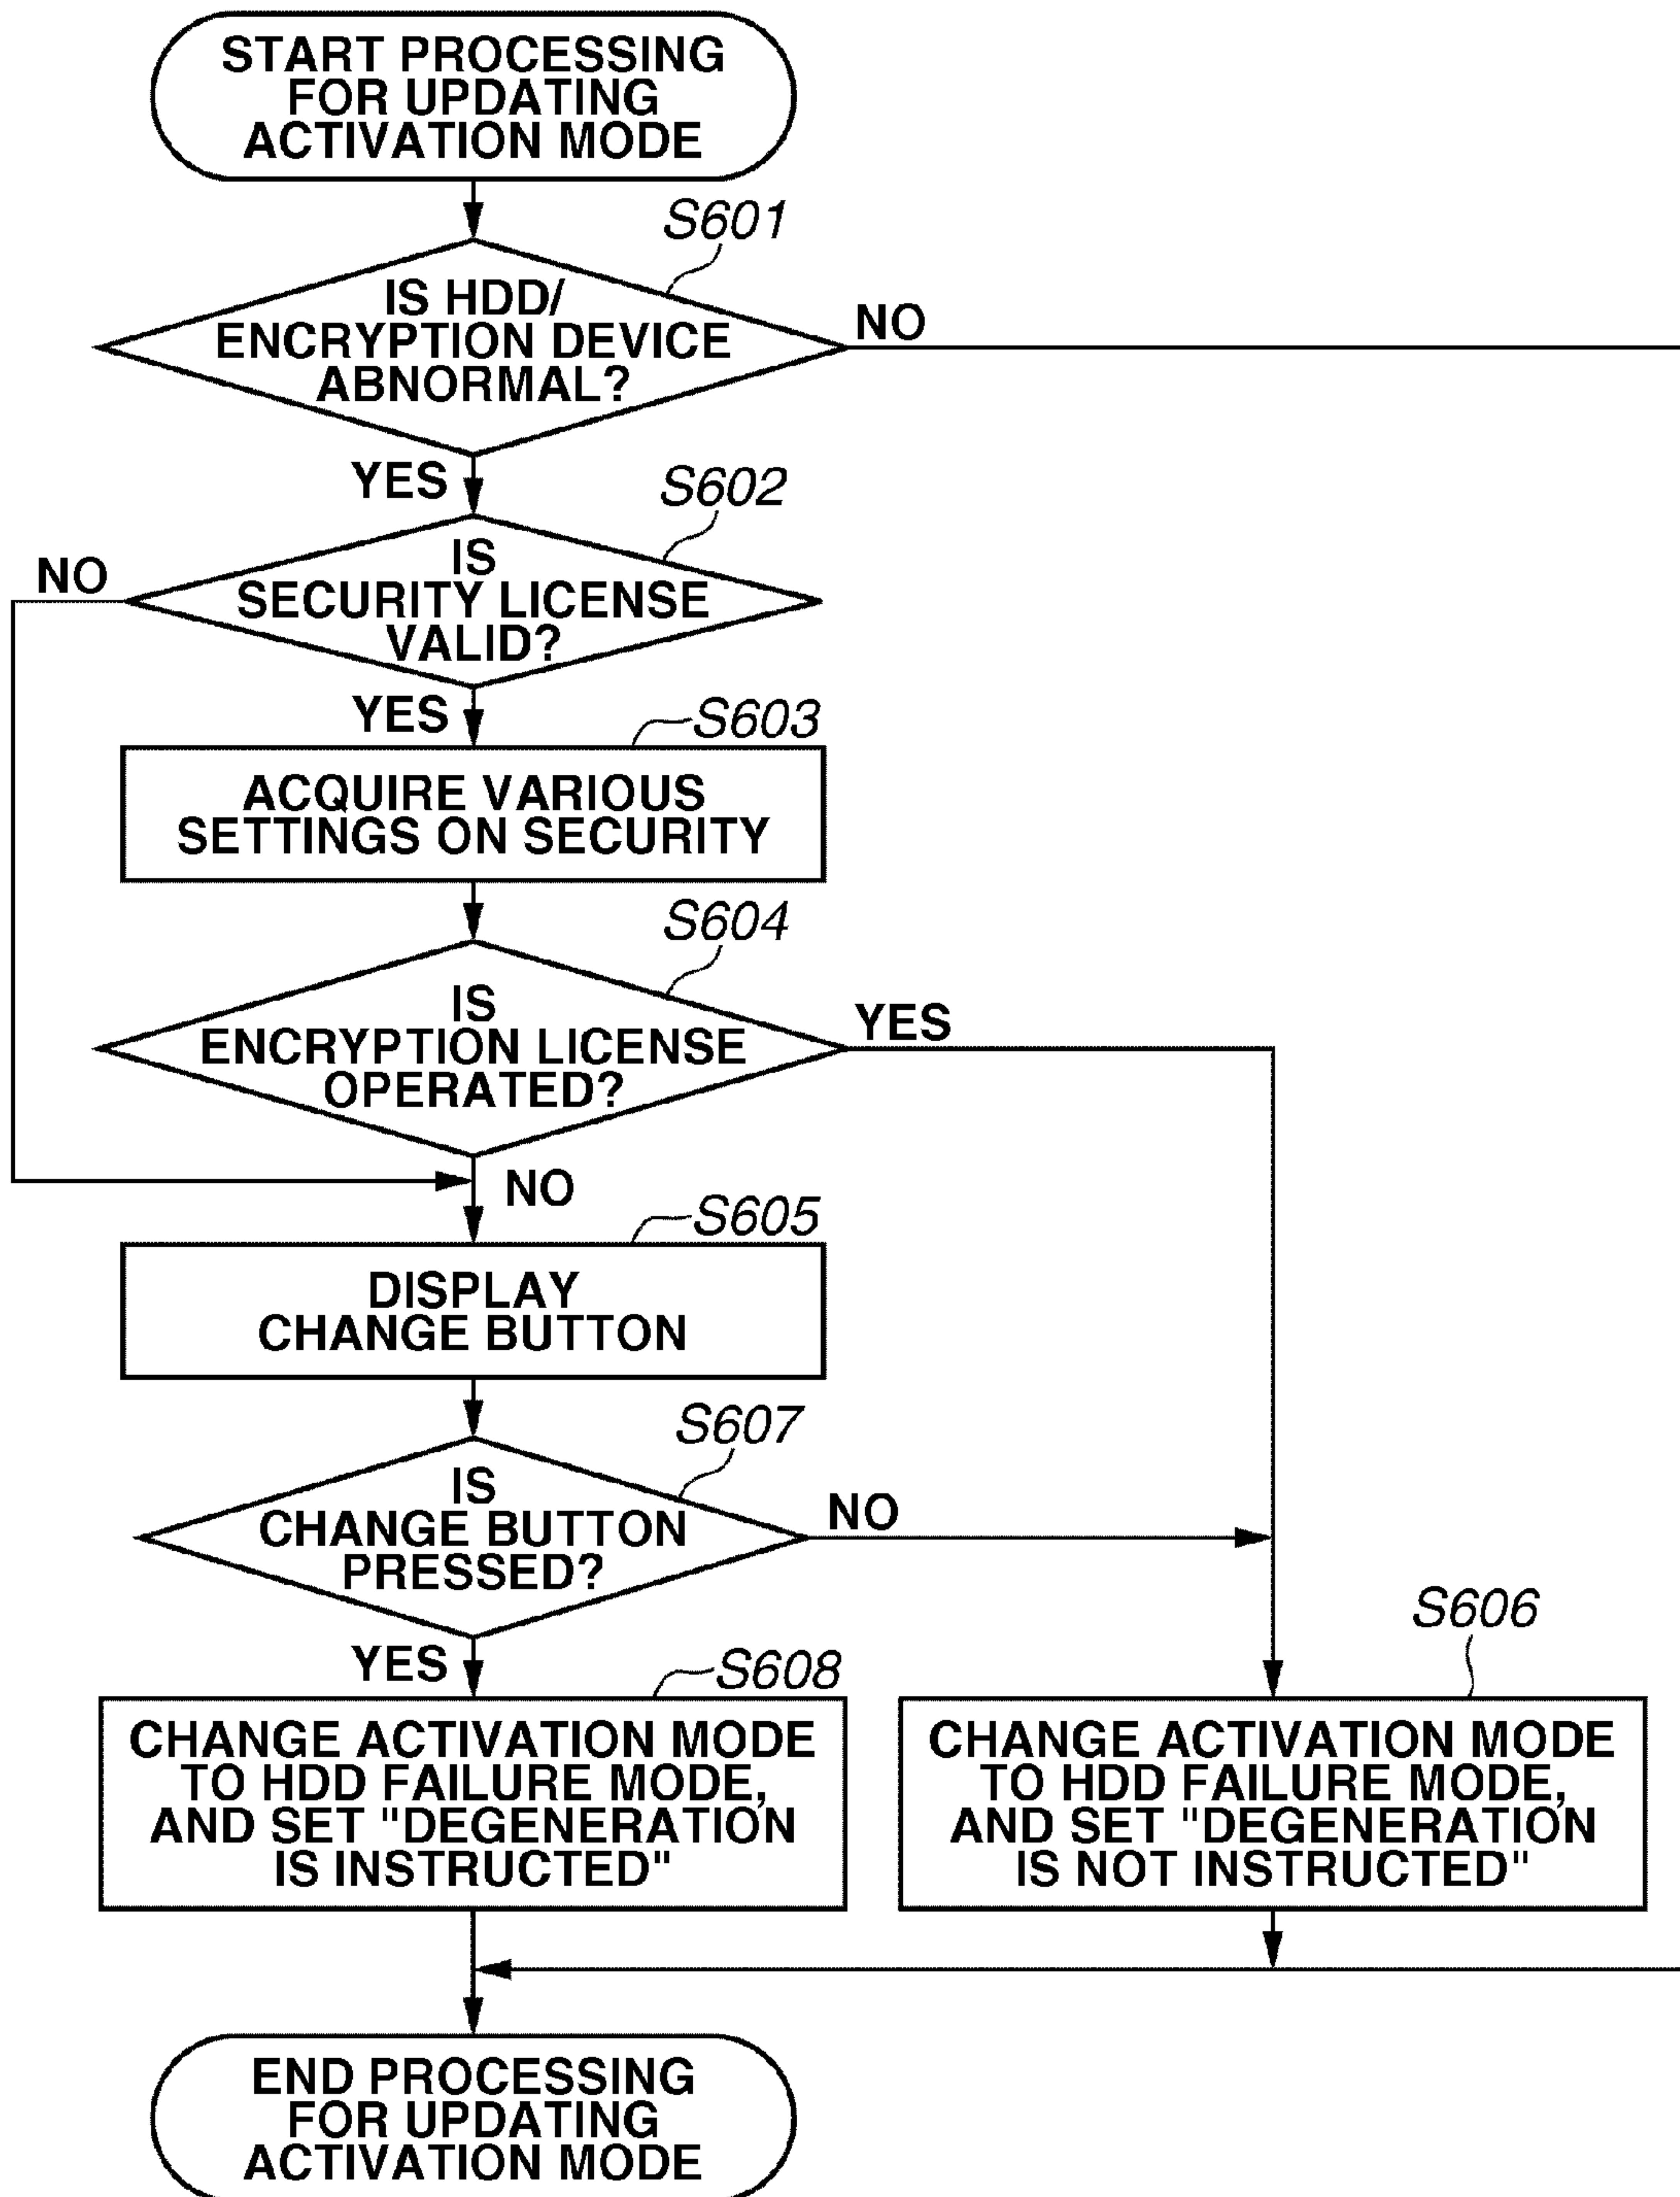 START PROCESSING
FOR UPDATING
ACTIVATION MODE
S601
IS HDD/
ENCRYPTION DEVICE
ABNORMAL?
NO
YES
S602
IS
SECURITY LICENSE
VALID?
NO
YES
S603
ACQUIRE VARIOUS
SETTINGS ON SECURITY
S604
IS
ENCRYPTION LICENSE
OPERATED?
YES
NO
S605
DISPLAY
CHANGE BUTTON
S607
IS
CHANGE BUTTON
PRESSED?
NO
YES
S608
CHANGE ACTIVATION MODE
TO HDD FAILURE MODE,
AND SET "DEGENERATION
IS INSTRUCTED"
S606
CHANGE ACTIVATION MODE
TO HDD FAILURE MODE,
AND SET "DEGENERATION
IS NOT INSTRUCTED"
END PROCESSING
FOR UPDATING
ACTIVATION MODE